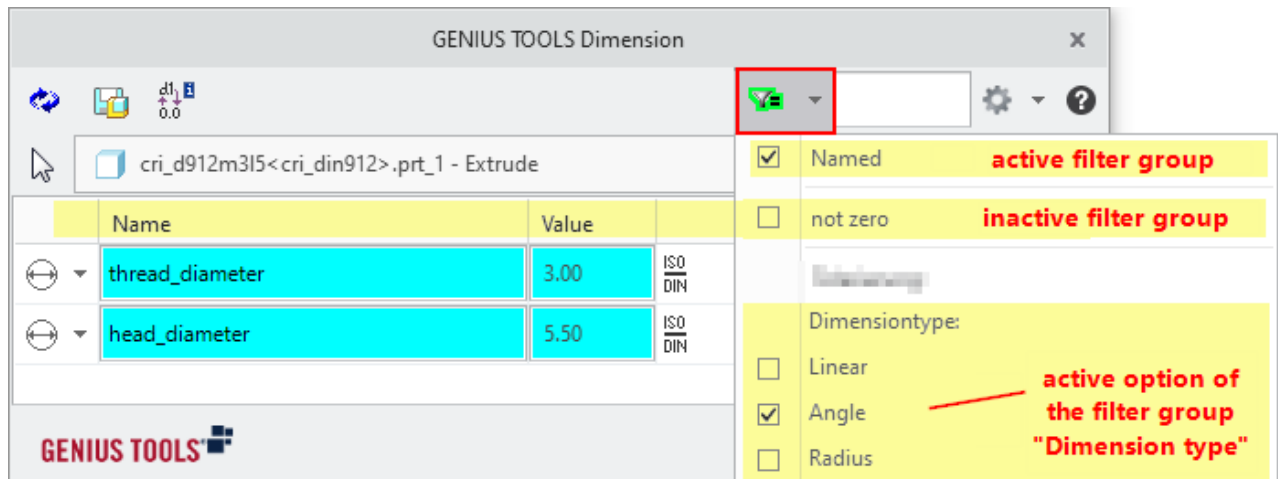 GENIUS TOOLS Dimension
d1 i
0.0
cri_d912m3l5<cri_din912>.prt_1 - Extrude
Named
active filter group
not zero
inactive filter group
Name Value
thread_diameter 3.00 ISO
DIN
head_diameter 5.50 ISO
DIN
Dimensiontype:
Linear
Angle
Radius
active option of
the filter group
"Dimension type"
GENIUS TOOLS